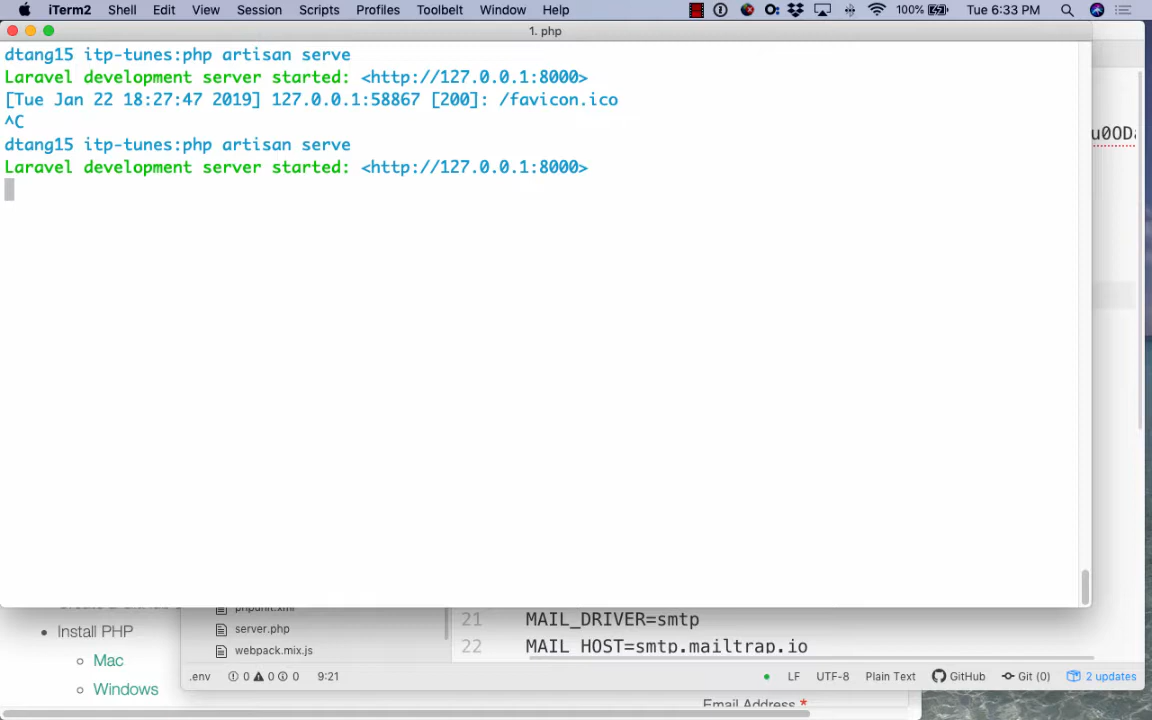 iTerm2 Shell Edit View Session Scripts Profiles Toolbelt Window Help 100% Tue 6:33 PM
1. php
dtang15 itp-tunes:php artisan serve
Laravel development server started: <http://127.0.0.1:8000>
[Tue Jan 22 18:27:47 2019] 127.0.0.1:58867 [200]: /favicon.ico
^C
dtang15 itp-tunes:php artisan serve
Laravel development server started: <http://127.0.0.1:8000>
Install PHP
Mac
Windows
phpunit.xml
server.php
webpack.mix.js
21 MAIL_DRIVER=smtp
22 MAIL_HOST=smtp.mailtrap.io
.env 0 0 0 9:21 LF UTF-8 Plain Text GitHub Git (0) 2 updates
Email Address *